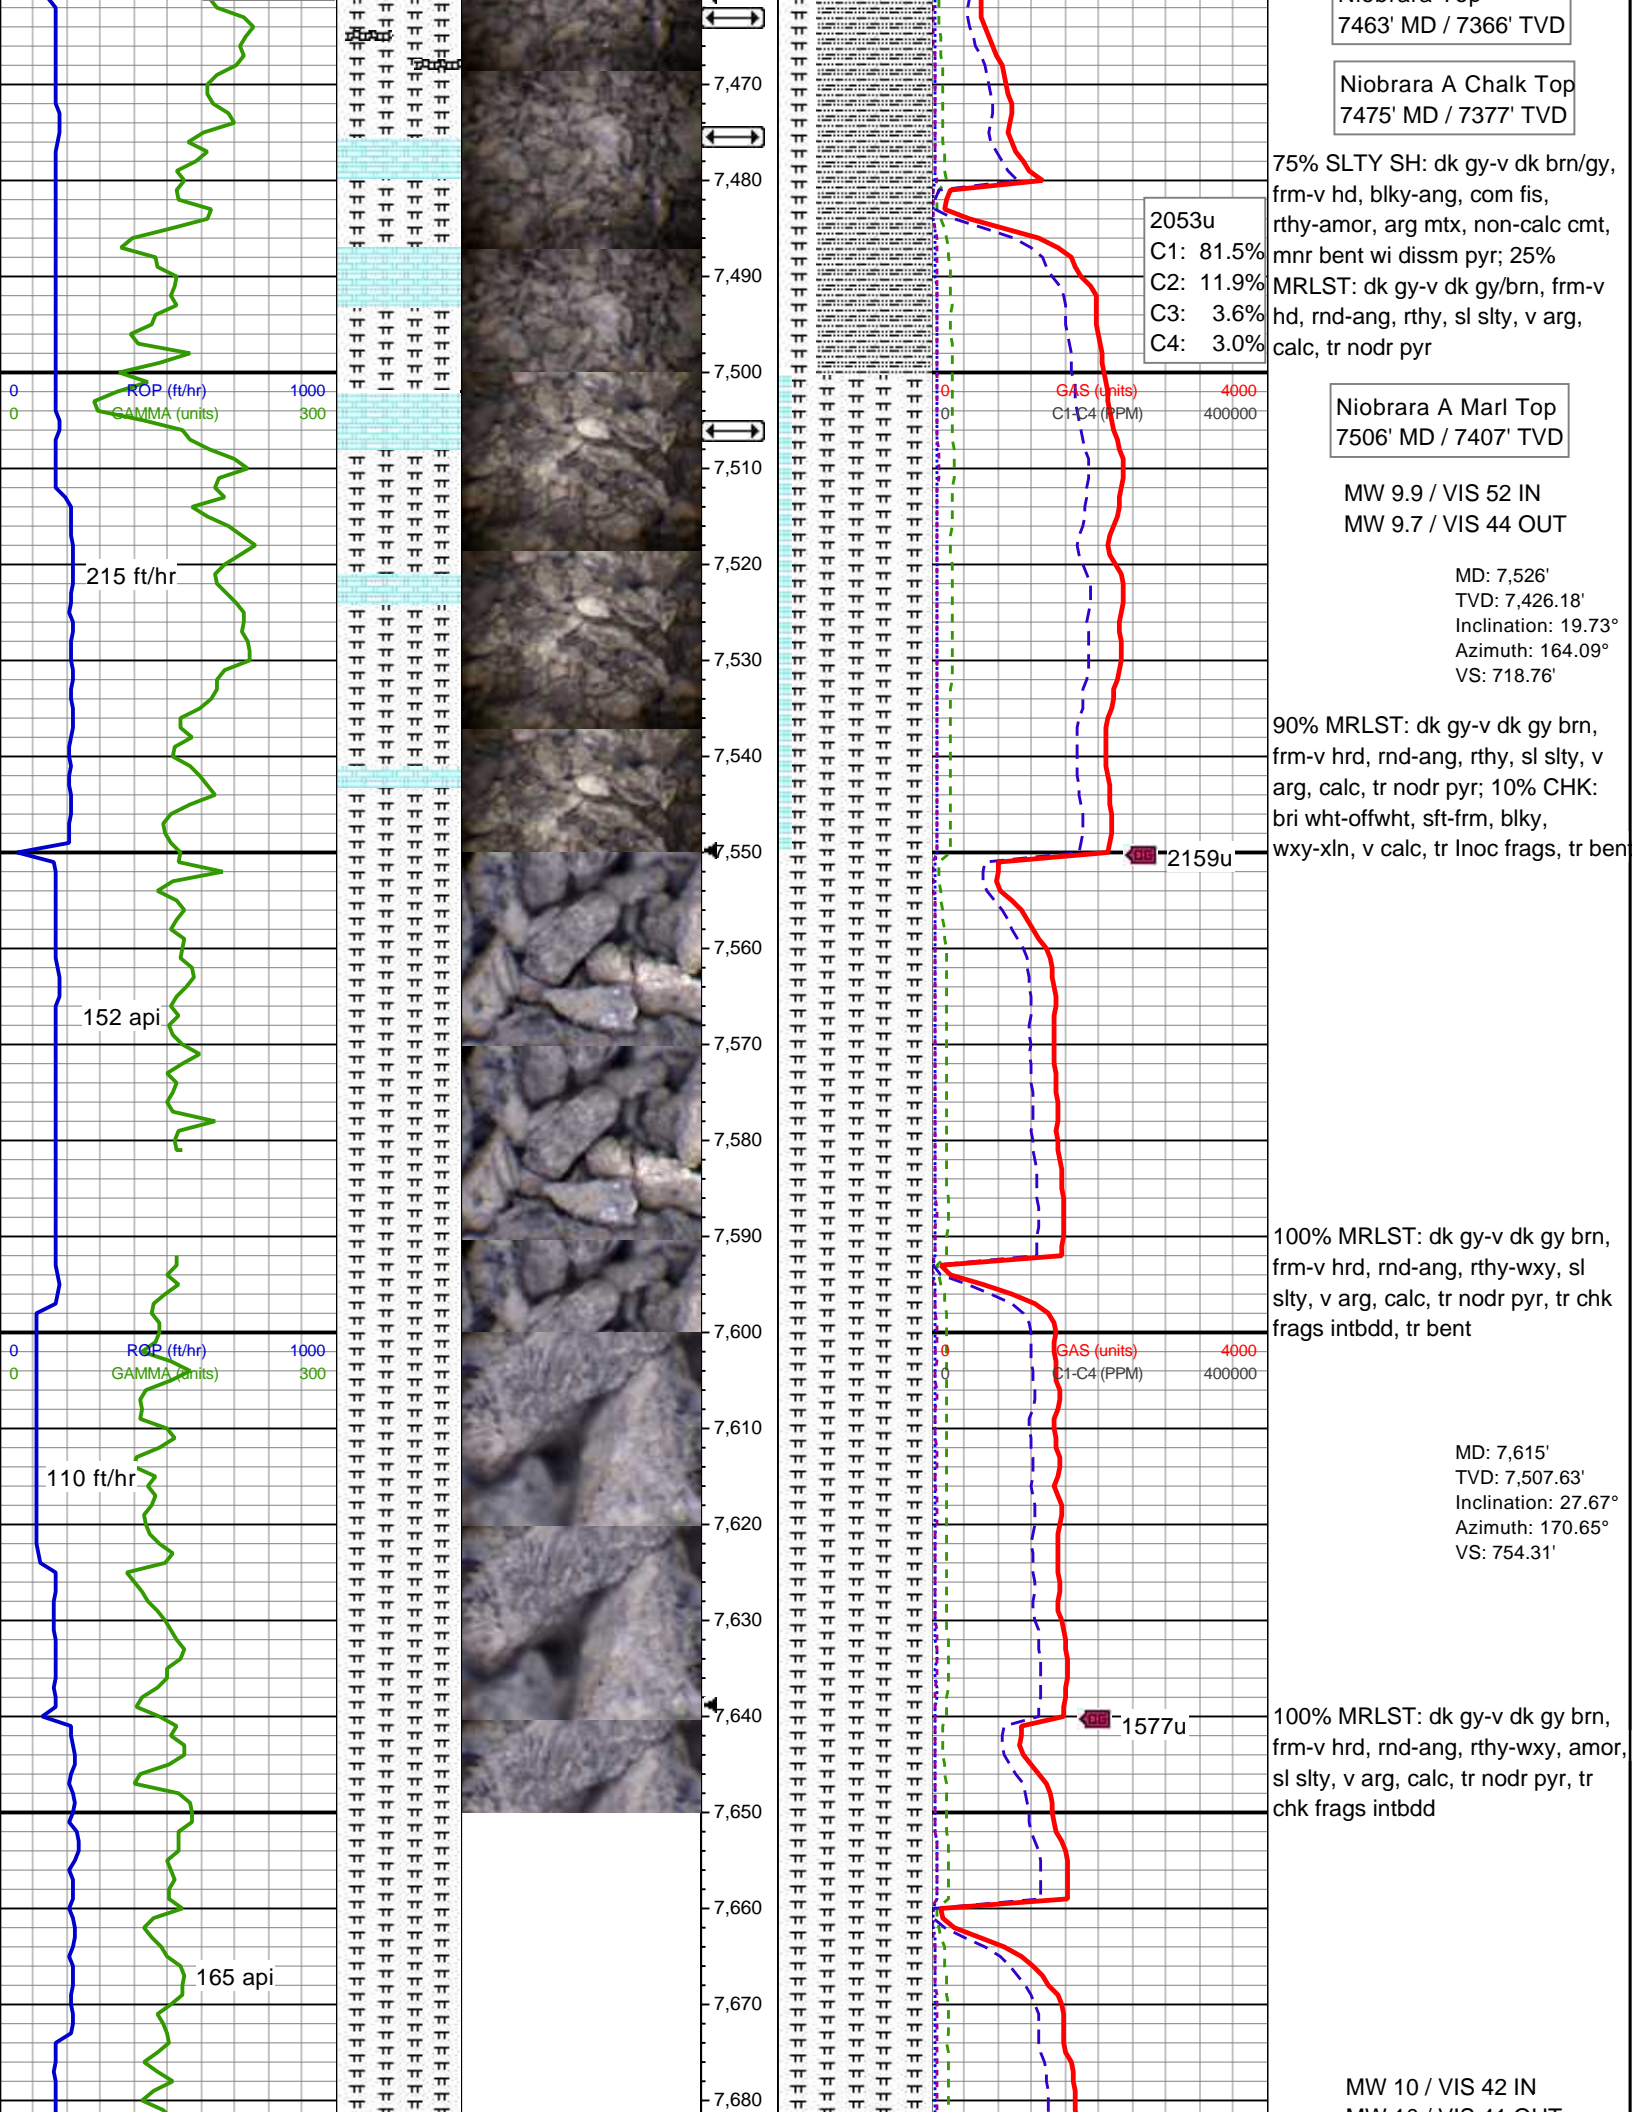 Niobrara Top
7463' MD / 7366' TVD
Niobrara A Chalk Top
7475' MD / 7377' TVD
7,470
7,480
75% SLTY SH: dk gy-v dk brn/gy,
frm-v hd, blky-ang, com fis,
rthy-amor, arg mtx, non-calc cmt,
mnr bent wi dissm pyr; 25%
MRLST: dk gy-v dk gy/brn, frm-v
hd, rnd-ang, rthy, sl slty, v arg,
calc, tr nodr pyr
2053u
C1: 81.5%
C2: 11.9%
C3: 3.6%
C4: 3.0%
7,490
7,500
0 ROP (ft/hr) 1000
0 GAMMA (units) 300
0 GAS (units) 4000
0 C1-C4 (PPM) 400000
Niobrara A Marl Top
7506' MD / 7407' TVD
7,510
MW 9.9 / VIS 52 IN
MW 9.7 / VIS 44 OUT
7,520
215 ft/hr
MD: 7,526'
TVD: 7,426.18'
Inclination: 19.73°
Azimuth: 164.09°
VS: 718.76'
7,530
7,540
90% MRLST: dk gy-v dk gy brn,
frm-v hrd, rnd-ang, rthy, sl slty, v
arg, calc, tr nodr pyr; 10% CHK:
bri wht-offwht, sft-frm, blky,
wxy-xln, v calc, tr Inoc frags, tr bent
7,550
DG 2159u
7,560
152 api
7,570
7,580
7,590
100% MRLST: dk gy-v dk gy brn,
frm-v hrd, rnd-ang, rthy-wxy, sl
slty, v arg, calc, tr nodr pyr, tr chk
frags intbdd, tr bent
7,600
0 ROP (ft/hr) 1000
0 GAMMA (units) 300
0 GAS (units) 4000
0 C1-C4 (PPM) 400000
7,610
110 ft/hr
MD: 7,615'
TVD: 7,507.63'
Inclination: 27.67°
Azimuth: 170.65°
VS: 754.31'
7,620
7,630
7,640
DG 1577u
100% MRLST: dk gy-v dk gy brn,
frm-v hrd, rnd-ang, rthy-wxy, amor,
sl slty, v arg, calc, tr nodr pyr, tr
chk frags intbdd
7,650
7,660
165 api
7,670
7,680
MW 10 / VIS 42 IN
MW 10 / VIS 41 OUT